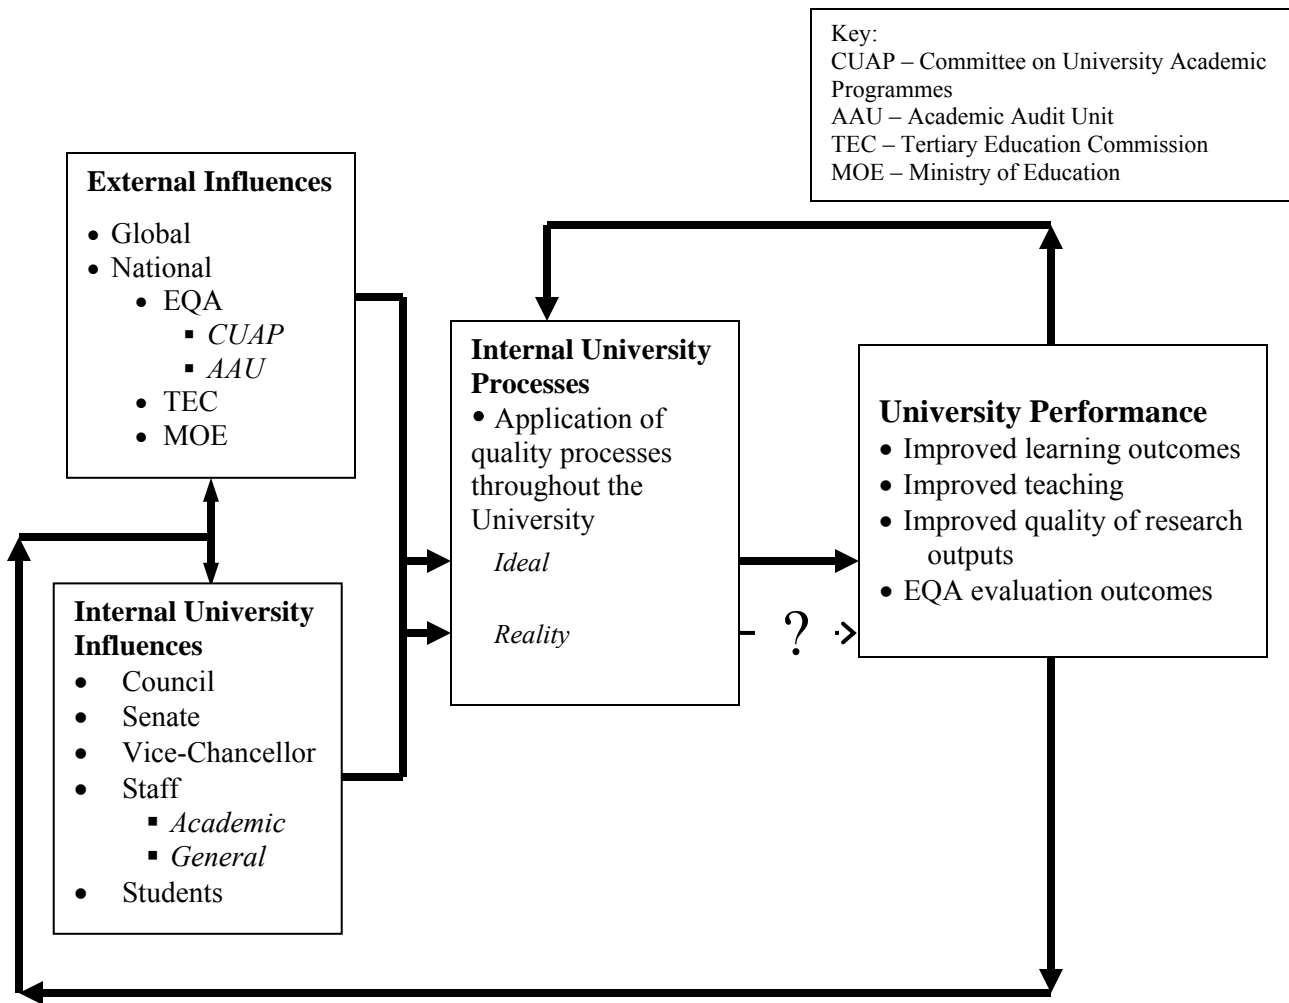 Key:
CUAP – Committee on University Academic
Programmes
AAU – Academic Audit Unit
TEC – Tertiary Education Commission
MOE – Ministry of Education
External Influences
• Global
• National
• EQA
▪ CUAP
▪ AAU
• TEC
• MOE
Internal University
Influences
• Council
• Senate
• Vice-Chancellor
• Staff
▪ Academic
▪ General
• Students
Internal University
Processes
• Application of
quality processes
throughout the
University
Ideal
Reality
?
University Performance
• Improved learning outcomes
• Improved teaching
• Improved quality of research
outputs
• EQA evaluation outcomes